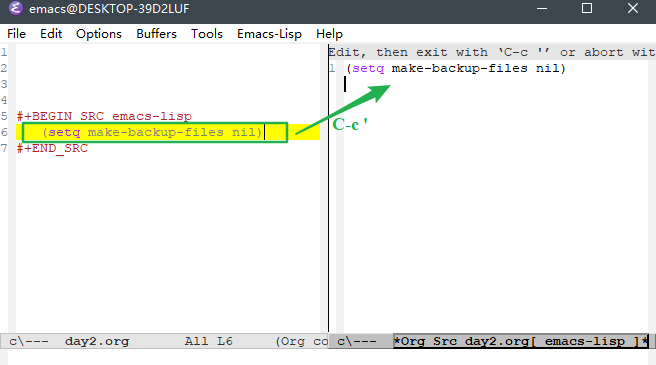 emacs@DESKTOP-39D2LUF
File Edit Options Buffers Tools Emacs-Lisp Help
1
2
3
4
5 #+BEGIN_SRC emacs-lisp
6 (setq make-backup-files nil)
7 #+END_SRC
Edit, then exit with ‘C-c '’ or abort wit
1 (setq make-backup-files nil)
C-c '
c\--- day2.org All L6 (Org co
c\--- *Org Src day2.org[ emacs-lisp ]*